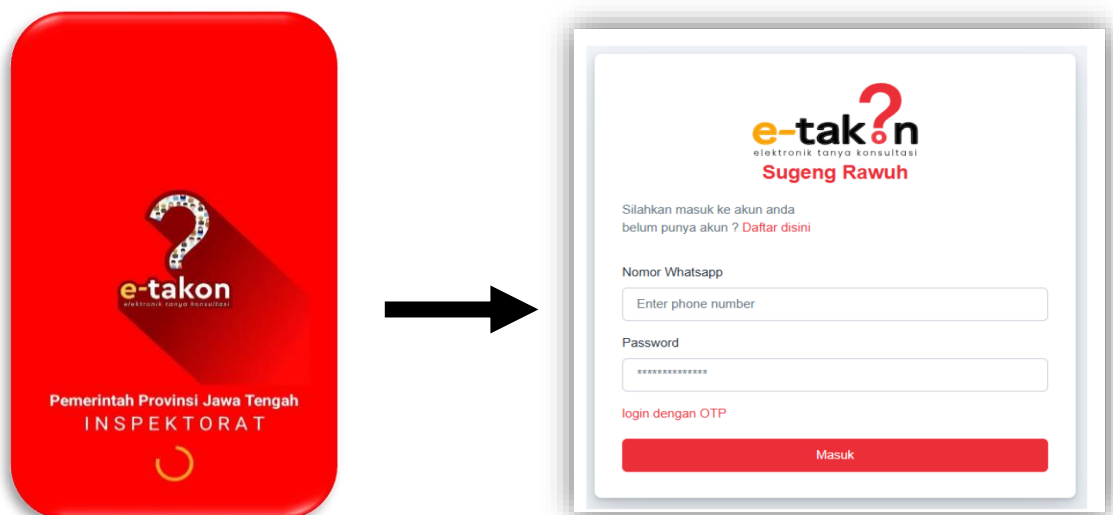 e-takon
elektronik tanya konsultasi
Pemerintah Provinsi Jawa Tengah
INSPEKTORAT
e-tak?n
elektronik tanya konsultasi
Sugeng Rawuh
Silahkan masuk ke akun anda
belum punya akun ? Daftar disini
Nomor Whatsapp
Enter phone number
Password
**************
login dengan OTP
Masuk